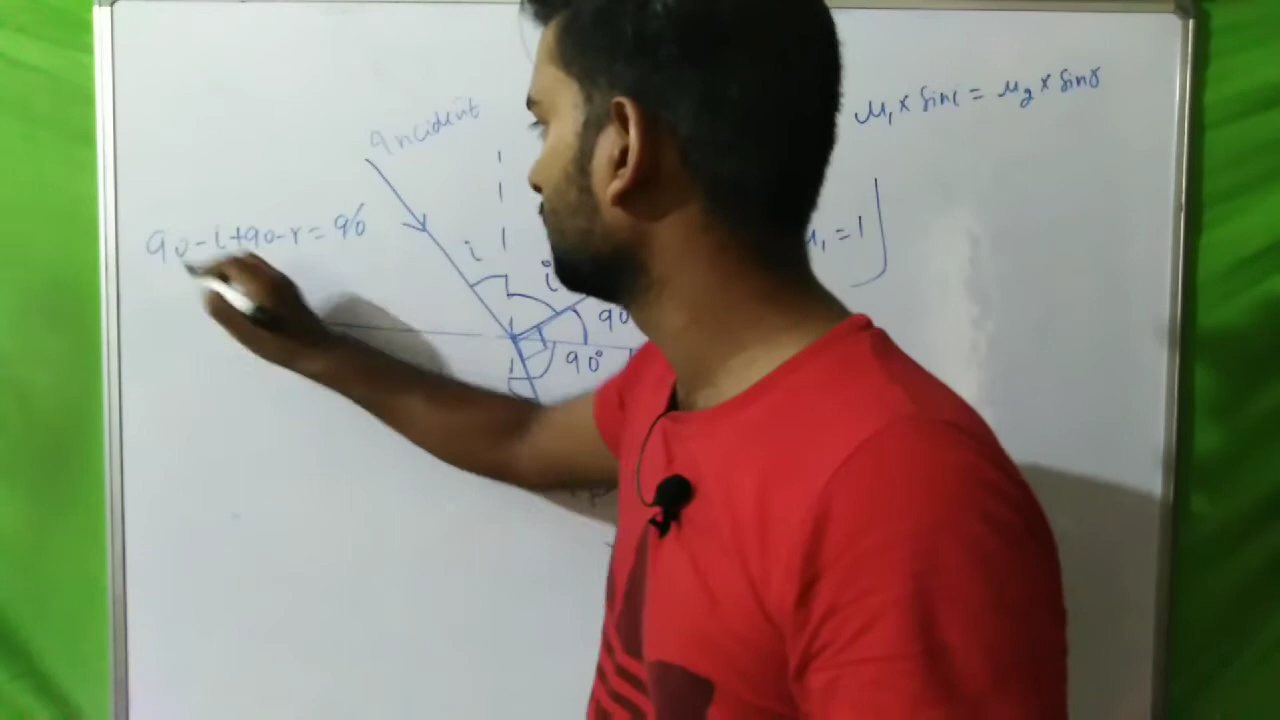 μ₁ × sin i = μ₂ × sin r
Incident
90 - i + 90 - r = 90
μ₁ = 1
i
i
90
90°